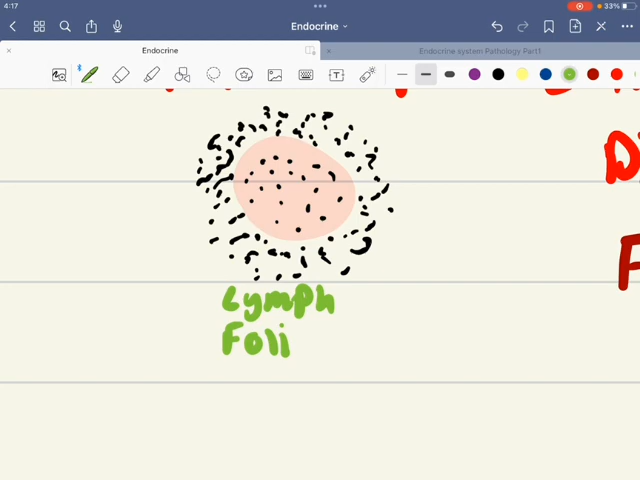 4:17
33%
Endocrine
Endocrine
Endocrine system Pathology Part1
Lymph
Foli